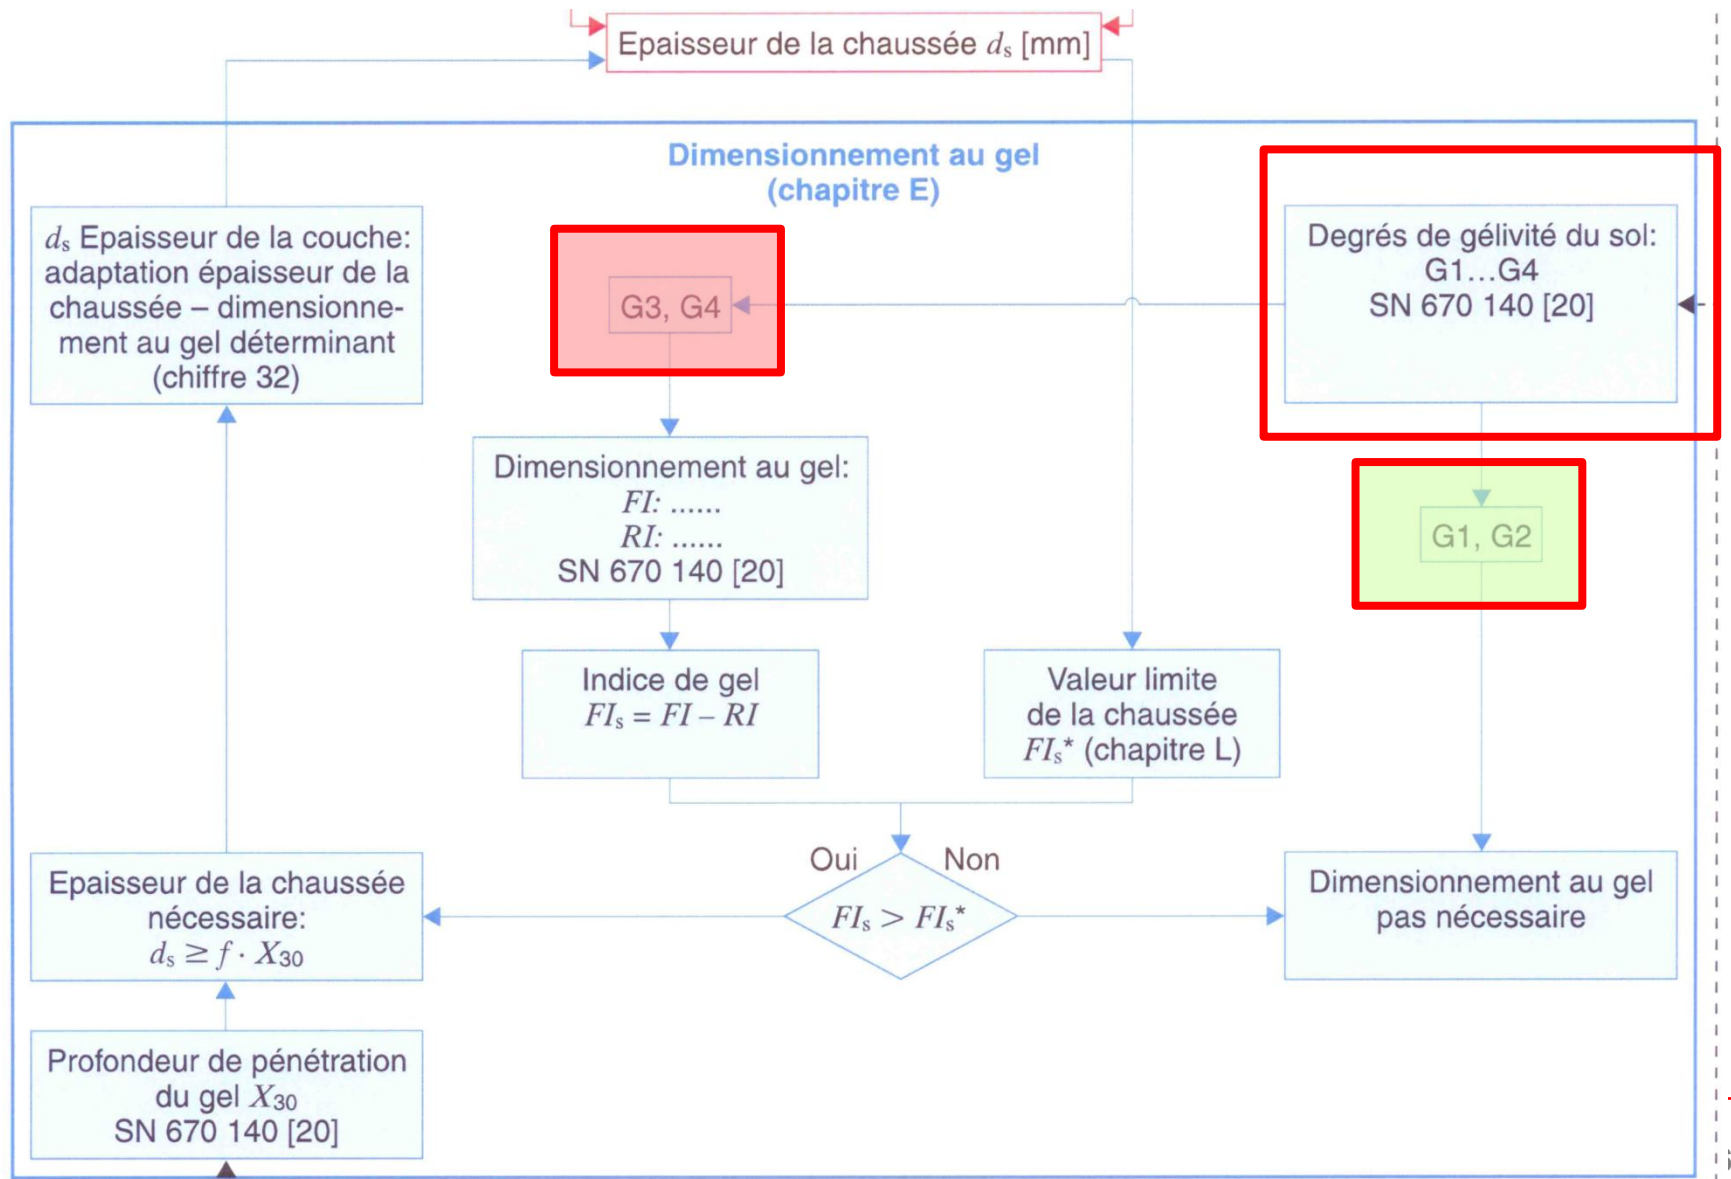 Epaisseur de la chaussée ds [mm]
Dimensionnement au gel
(chapitre E)
ds Epaisseur de la couche:
adaptation épaisseur de la
chaussée – dimensionne-
ment au gel déterminant
(chiffre 32)
G3, G4
Degrés de gélivité du sol:
G1...G4
SN 670 140 [20]
Dimensionnement au gel:
FI: ......
RI: ......
SN 670 140 [20]
G1, G2
Indice de gel
FIs = FI – RI
Valeur limite
de la chaussée
FIs* (chapitre L)
Oui
Non
FIs > FIs*
Epaisseur de la chaussée
nécessaire:
ds ≥ f · X30
Dimensionnement au gel
pas nécessaire
Profondeur de pénétration
du gel X30
SN 670 140 [20]